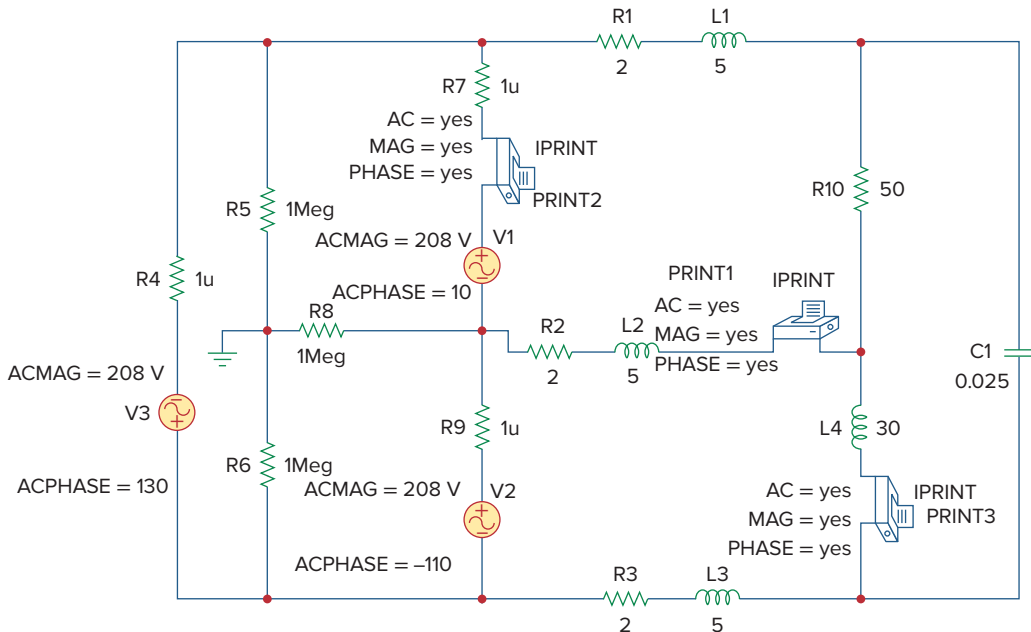 R1
L1
2
5
R7
1u
AC = yes
MAG = yes
PHASE = yes
IPRINT
PRINT2
R10
50
R5
1Meg
ACMAG = 208 V
V1
R4
1u
ACPHASE = 10
PRINT1
IPRINT
AC = yes
R8
1Meg
R2
L2
MAG = yes
2
5
PHASE = yes
C1
0.025
ACMAG = 208 V
V3
R9
1u
L4
30
R6
1Meg
ACPHASE = 130
ACMAG = 208 V
V2
AC = yes
MAG = yes
PHASE = yes
IPRINT
PRINT3
ACPHASE = –110
R3
L3
2
5